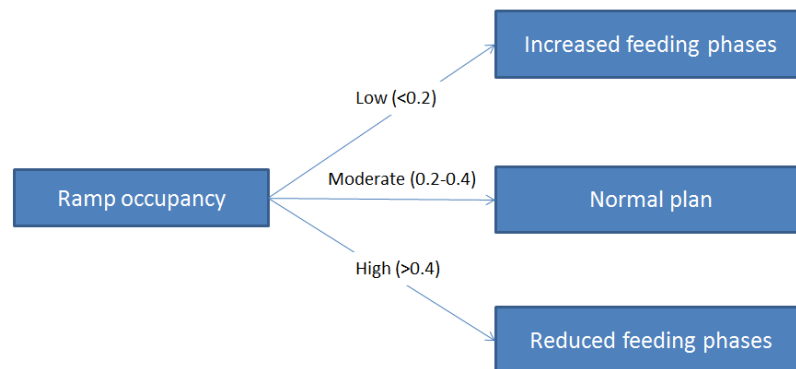 Increased feeding phases
Low (<0.2)
Moderate (0.2-0.4)
Ramp occupancy
Normal plan
High (>0.4)
Reduced feeding phases